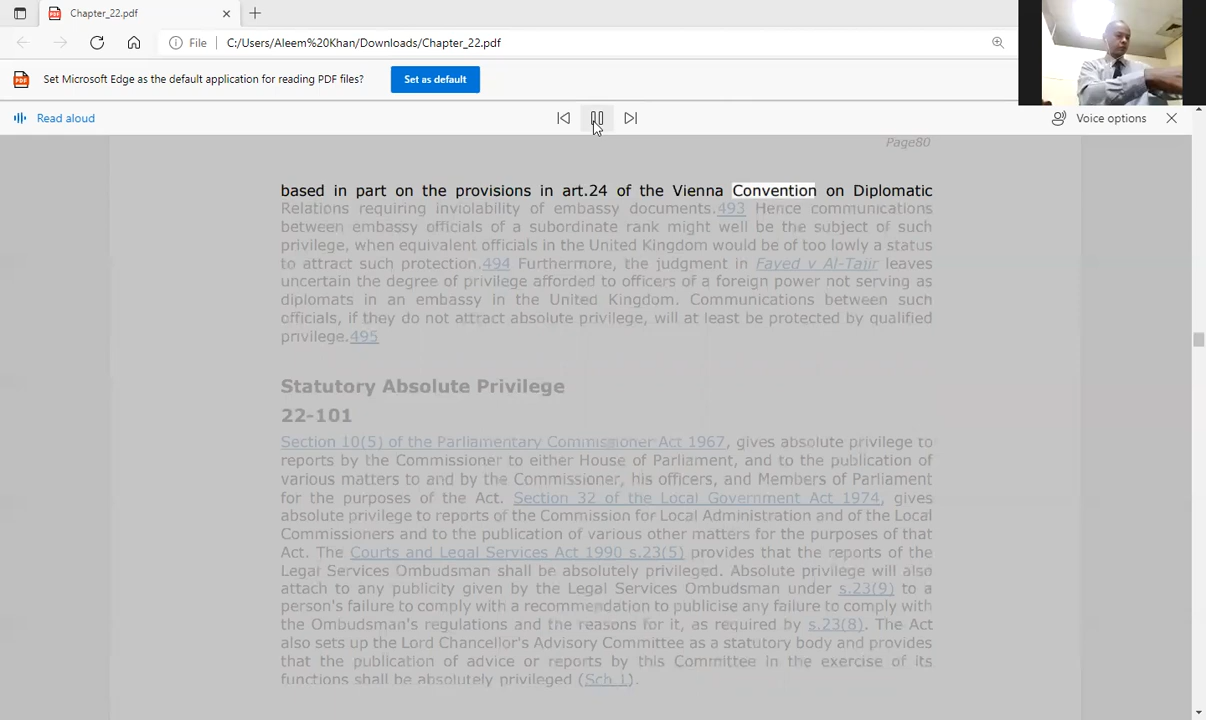 Chapter_22.pdf
File
C:/Users/Aleem%20Khan/Downloads/Chapter_22.pdf
PDF
Set Microsoft Edge as the default application for reading PDF files?
Set as default
Read aloud
Voice options
Page80
based in part on the provisions in art.24 of the Vienna Convention on Diplomatic
Relations requiring inviolability of embassy documents.493 Hence communications
between embassy officials of a subordinate rank might well be the subject of such
privilege, when equivalent officials in the United Kingdom would be of too lowly a status
to attract such protection.494 Furthermore, the judgment in Fayed v Al-Tajir leaves
uncertain the degree of privilege afforded to officers of a foreign power not serving as
diplomats in an embassy in the United Kingdom. Communications between such
officials, if they do not attract absolute privilege, will at least be protected by qualified
privilege.495
Statutory Absolute Privilege
22-101
Section 10(5) of the Parliamentary Commissioner Act 1967, gives absolute privilege to
reports by the Commissioner to either House of Parliament, and to the publication of
various matters to and by the Commissioner, his officers, and Members of Parliament
for the purposes of the Act. Section 32 of the Local Government Act 1974, gives
absolute privilege to reports of the Commission for Local Administration and of the Local
Commissioners and to the publication of various other matters for the purposes of that
Act. The Courts and Legal Services Act 1990 s.23(5) provides that the reports of the
Legal Services Ombudsman shall be absolutely privileged. Absolute privilege will also
attach to any publicity given by the Legal Services Ombudsman under s.23(9) to a
person's failure to comply with a recommendation to publicise any failure to comply with
the Ombudsman's regulations and the reasons for it, as required by s.23(8). The Act
also sets up the Lord Chancellor's Advisory Committee as a statutory body and provides
that the publication of advice or reports by this Committee in the exercise of its
functions shall be absolutely privileged (Sch 1).